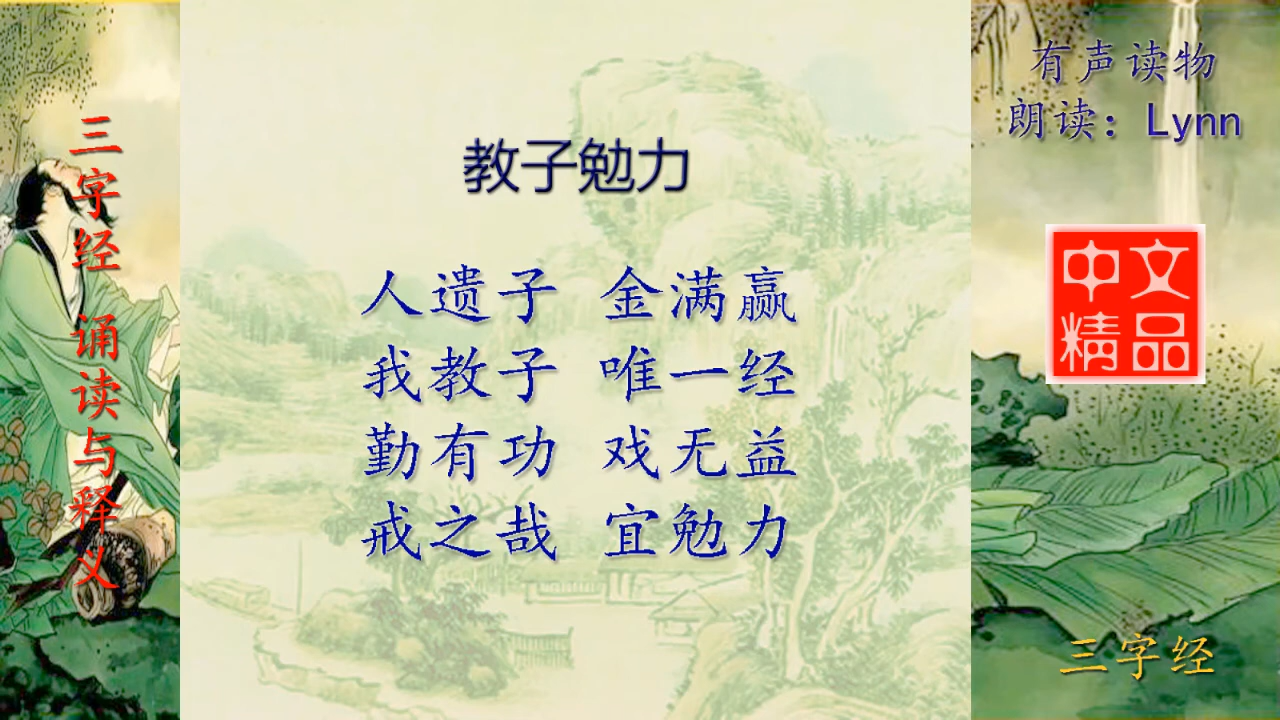 三字经 诵读与释义
教子勉力
人遗子 金满赢
我教子 唯一经
勤有功 戏无益
戒之哉 宜勉力
有声读物
朗读：Lynn
中文
精品
三字经